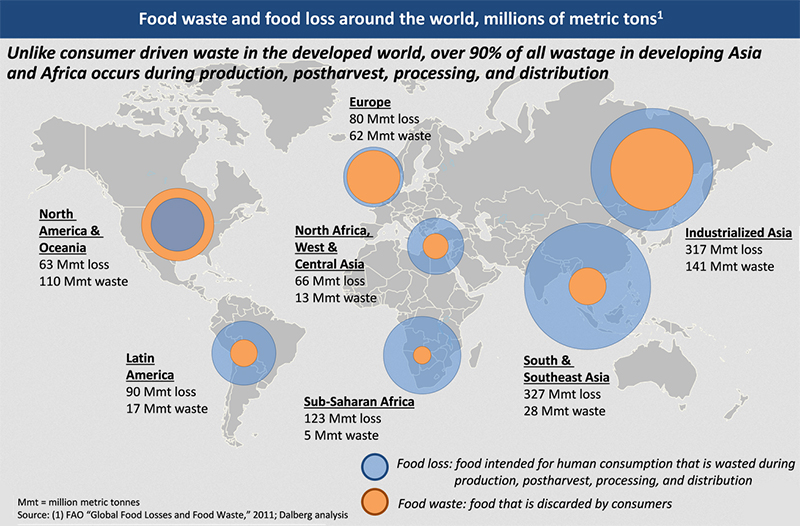 Food waste and food loss around the world, millions of metric tons¹
Unlike consumer driven waste in the developed world, over 90% of all wastage in developing Asia
and Africa occurs during production, postharvest, processing, and distribution
Europe
80 Mmt loss
62 Mmt waste
North
America &
Oceania
63 Mmt loss
110 Mmt waste
North Africa,
West &
Central Asia
66 Mmt loss
13 Mmt waste
Industrialized Asia
317 Mmt loss
141 Mmt waste
Latin
America
90 Mmt loss
17 Mmt waste
Sub-Saharan Africa
123 Mmt loss
5 Mmt waste
South &
Southeast Asia
327 Mmt loss
28 Mmt waste
Food loss: food intended for human consumption that is wasted during
production, postharvest, processing, and distribution
Food waste: food that is discarded by consumers
Mmt = million metric tonnes
Source: (1) FAO "Global Food Losses and Food Waste," 2011; Dalberg analysis